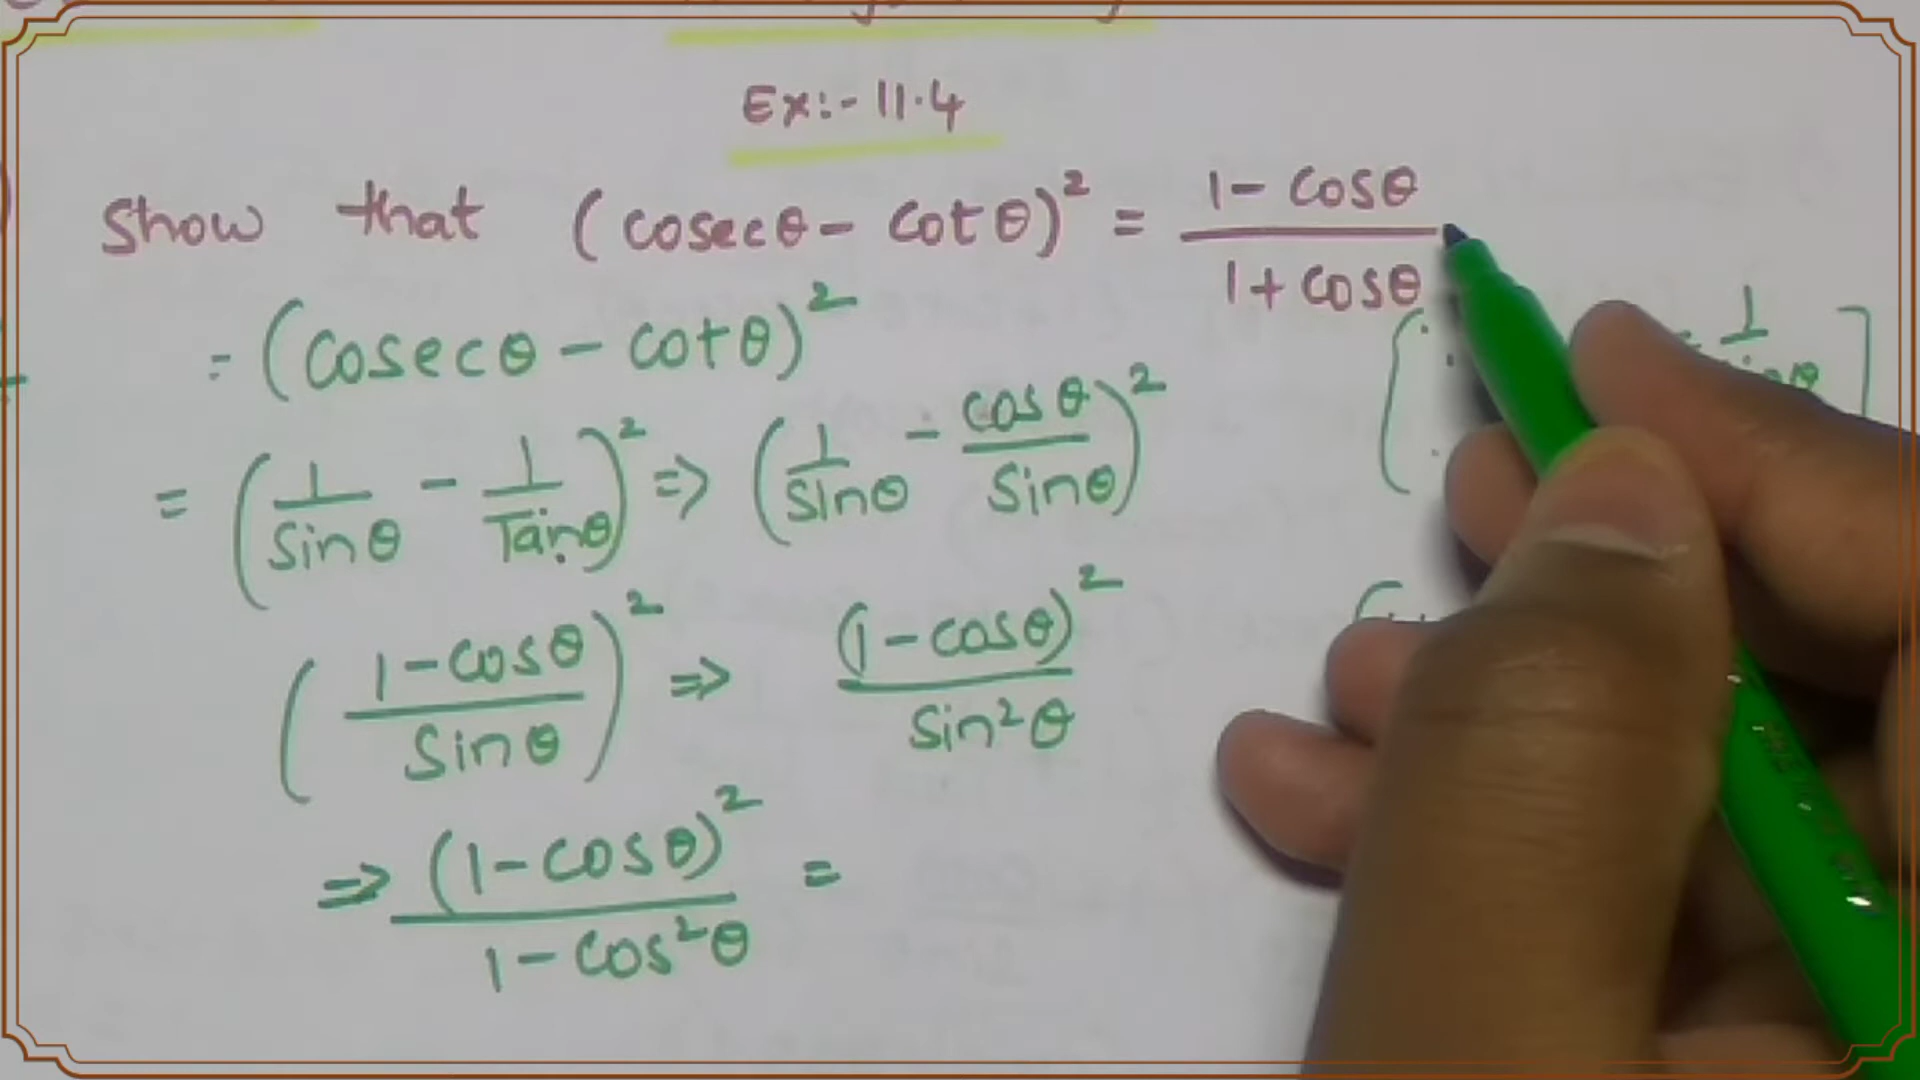 Ex:- 11.4
Show that (cosecθ - cotθ)² = 1 - cosθ / 1 + cosθ
= (cosecθ - cotθ)²
= (1/Sinθ - 1/Tanθ)² => (1/Sinθ - cosθ/Sinθ)²
(1 - cosθ / Sinθ)² => (1 - cosθ)² / Sin²θ
=> (1 - cosθ)² / 1 - cos²θ =